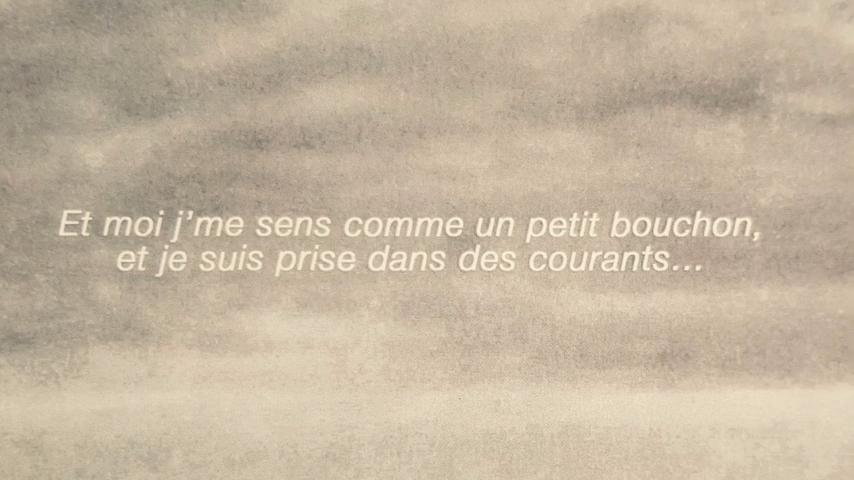 Et moi j'me sens comme un petit bouchon,
et je suis prise dans des courants...